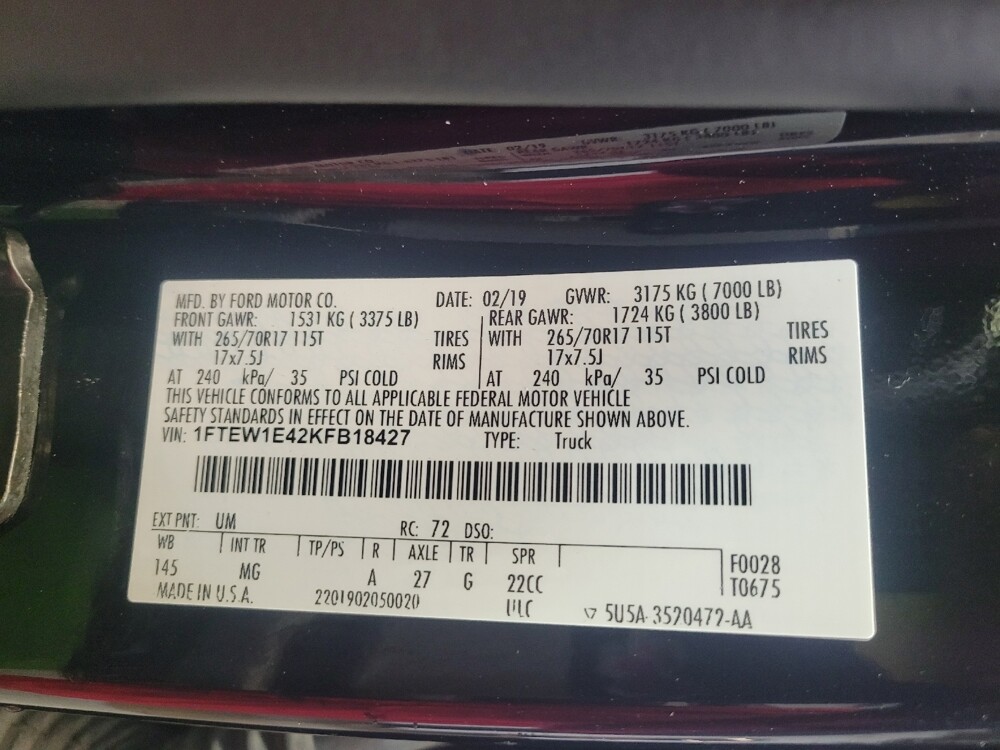 MFD. BY FORD MOTOR CO. DATE: 02/19 GVWR: 3175 KG ( 7000 LB)
FRONT GAWR: 1531 KG ( 3375 LB) REAR GAWR: 1724 KG ( 3800 LB)
WITH 265/70R17 115T TIRES WITH 265/70R17 115T TIRES
17x7.5J RIMS 17x7.5J RIMS
AT 240 kPa/ 35 PSI COLD AT 240 kPa/ 35 PSI COLD
THIS VEHICLE CONFORMS TO ALL APPLICABLE FEDERAL MOTOR VEHICLE
SAFETY STANDARDS IN EFFECT ON THE DATE OF MANUFACTURE SHOWN ABOVE.
VIN: 1FTEW1E42KFB18427 TYPE: Truck
EXT PNT: UM RC: 72 DSO:
WB INT TR TP/PS R AXLE TR SPR F0028
145 MG A 27 G 22CC T0675
MADE IN U.S.A. 2201902050020 ULC 5U5A-3520472-AA